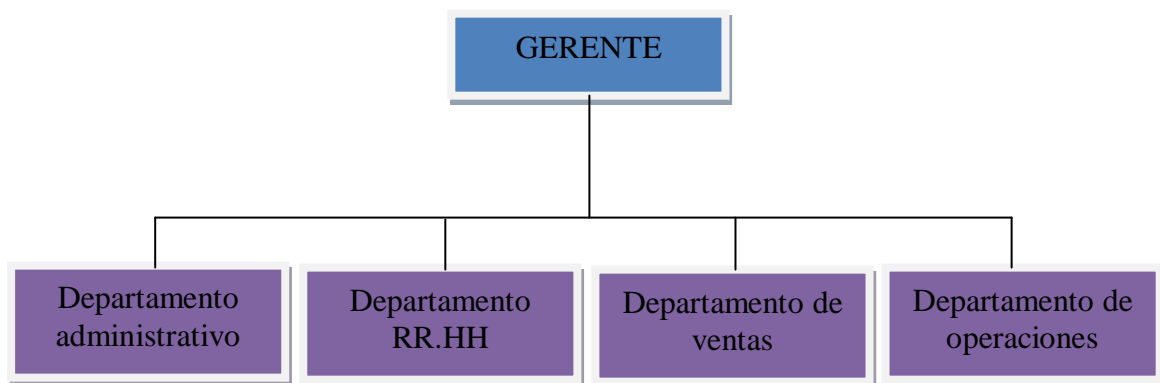 GERENTE
Departamento
administrativo
Departamento
RR.HH
Departamento de
ventas
Departamento de
operaciones